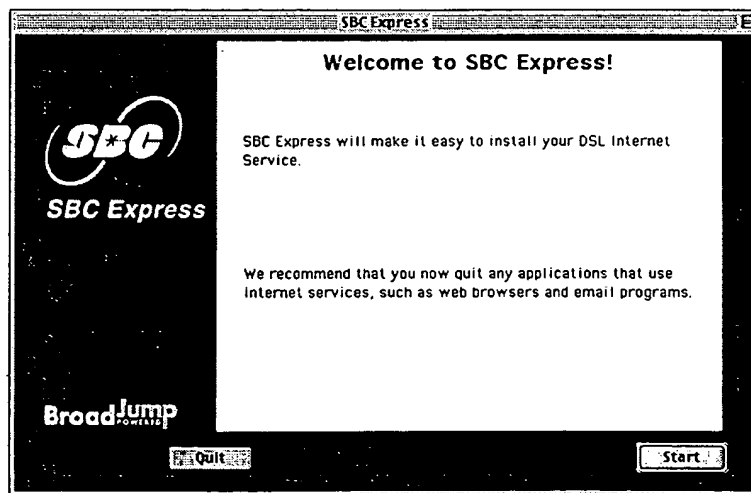 SBC Express
Welcome to SBC Express!
SBC
SBC Express
SBC Express will make it easy to install your DSL Internet
Service.
We recommend that you now quit any applications that use
Internet services, such as web browsers and email programs.
BroadJump
POWERED
Quit
Start